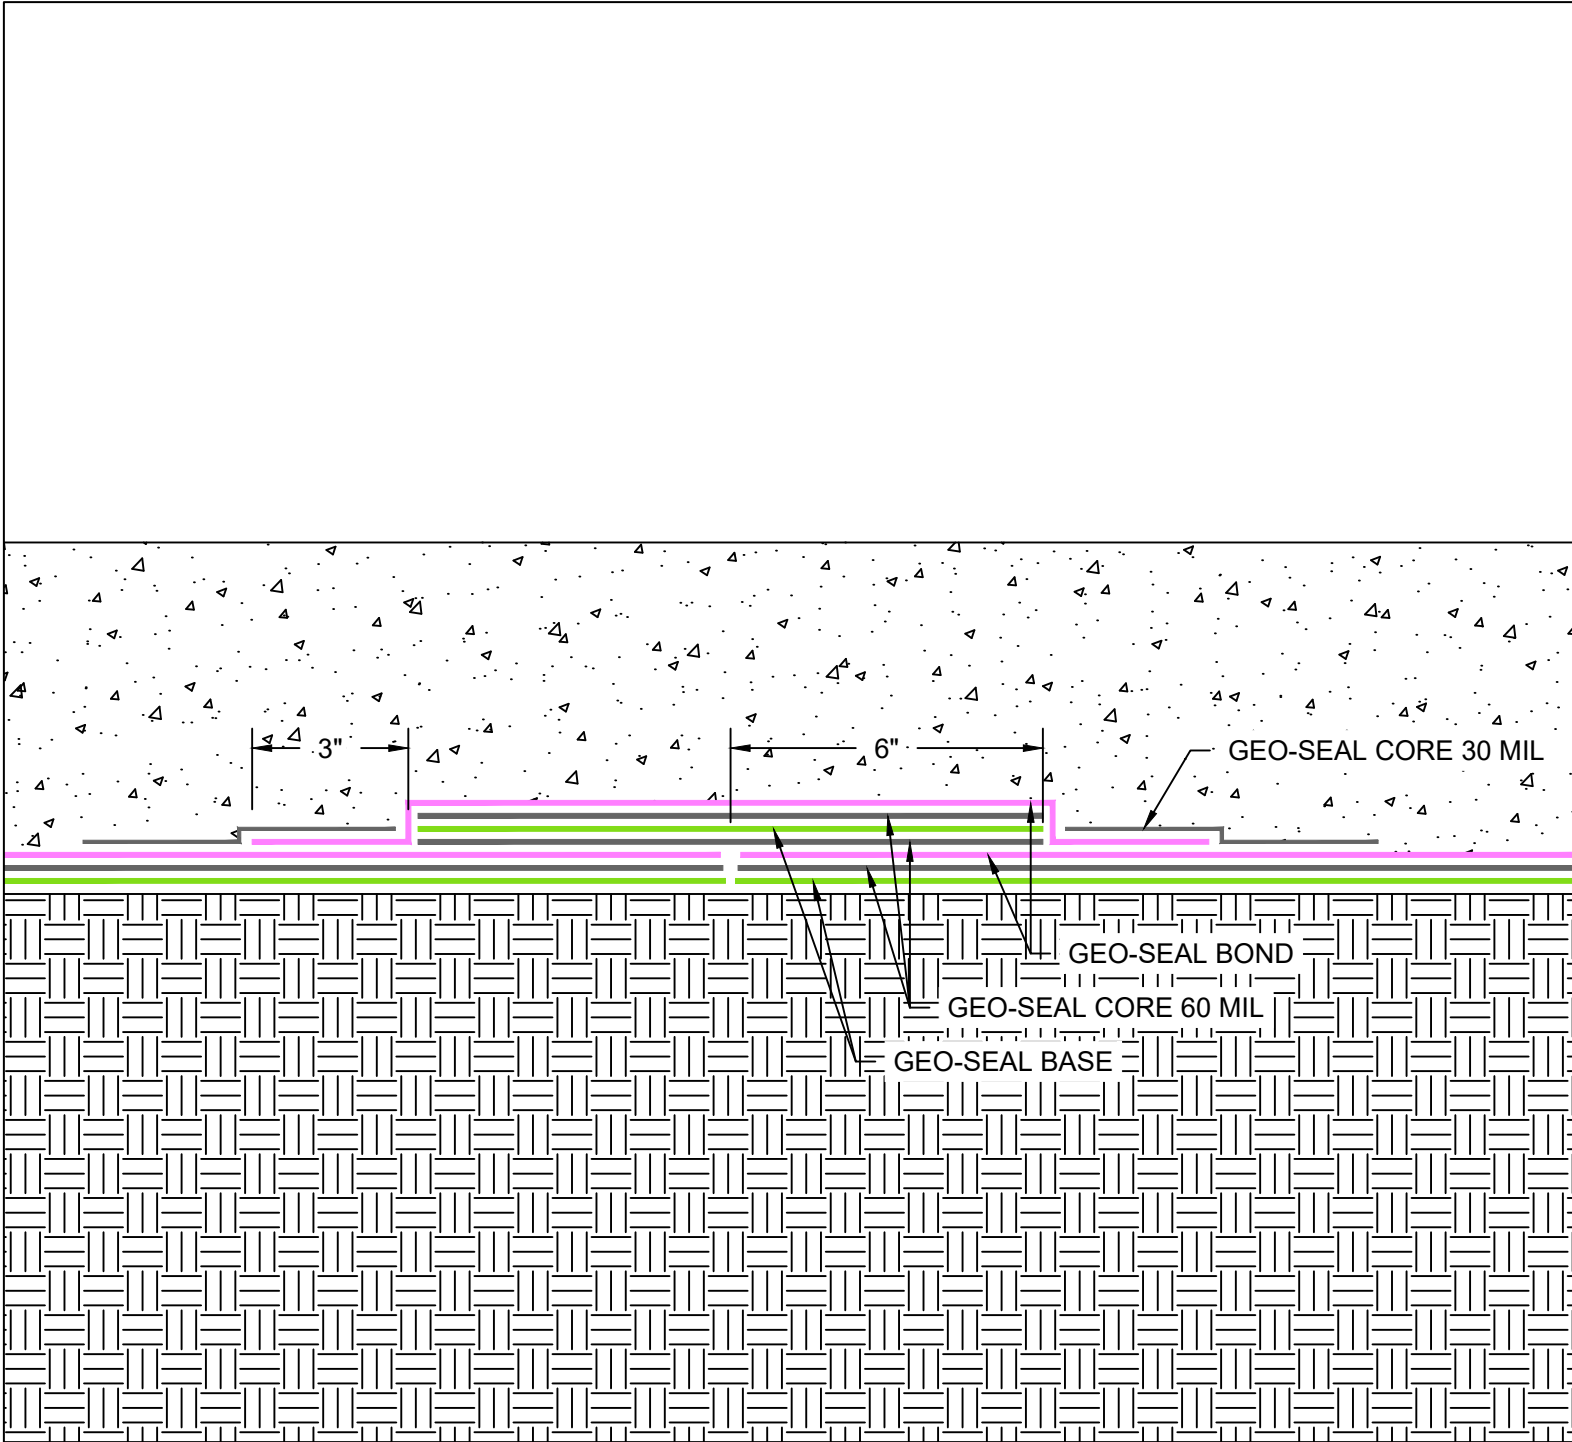 3"
6"
GEO-SEAL CORE 30 MIL
GEO-SEAL BOND
GEO-SEAL CORE 60 MIL
GEO-SEAL BASE